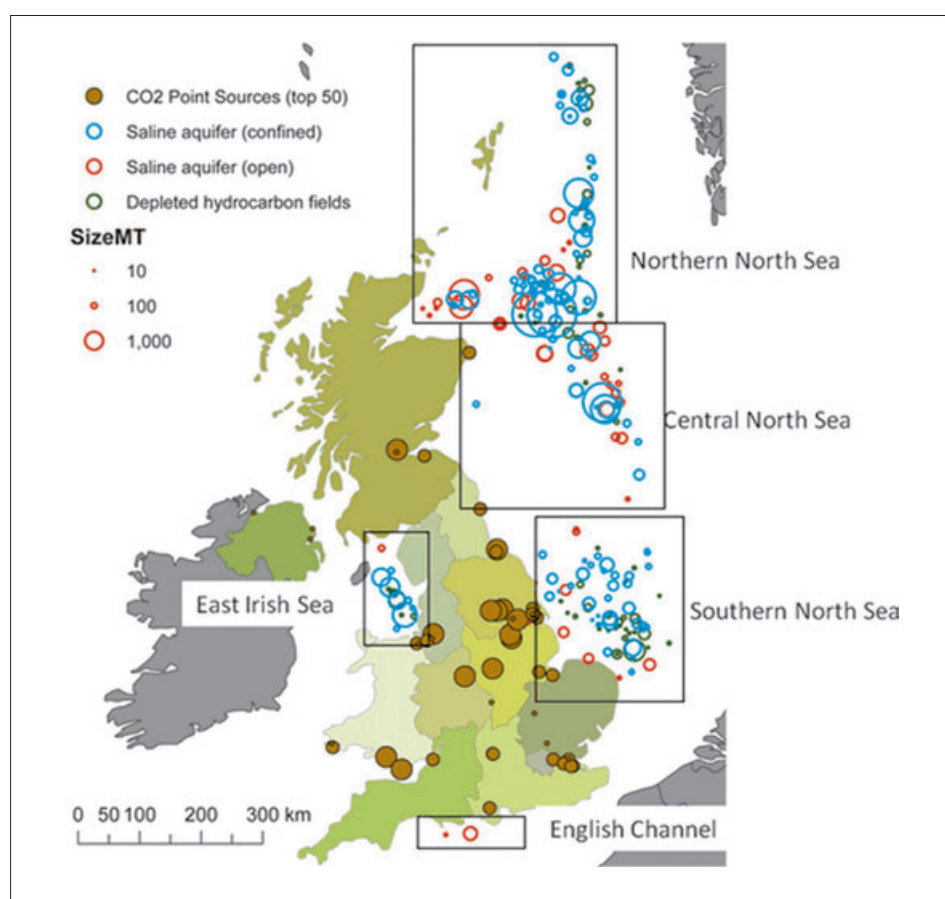 CO2 Point Sources (top 50)
Saline aquifer (confined)
Saline aquifer (open)
Depleted hydrocarbon fields
SizeMT
10
100
1,000
Northern North Sea
Central North Sea
East Irish Sea
Southern North Sea
0 50 100 200 300 km
English Channel